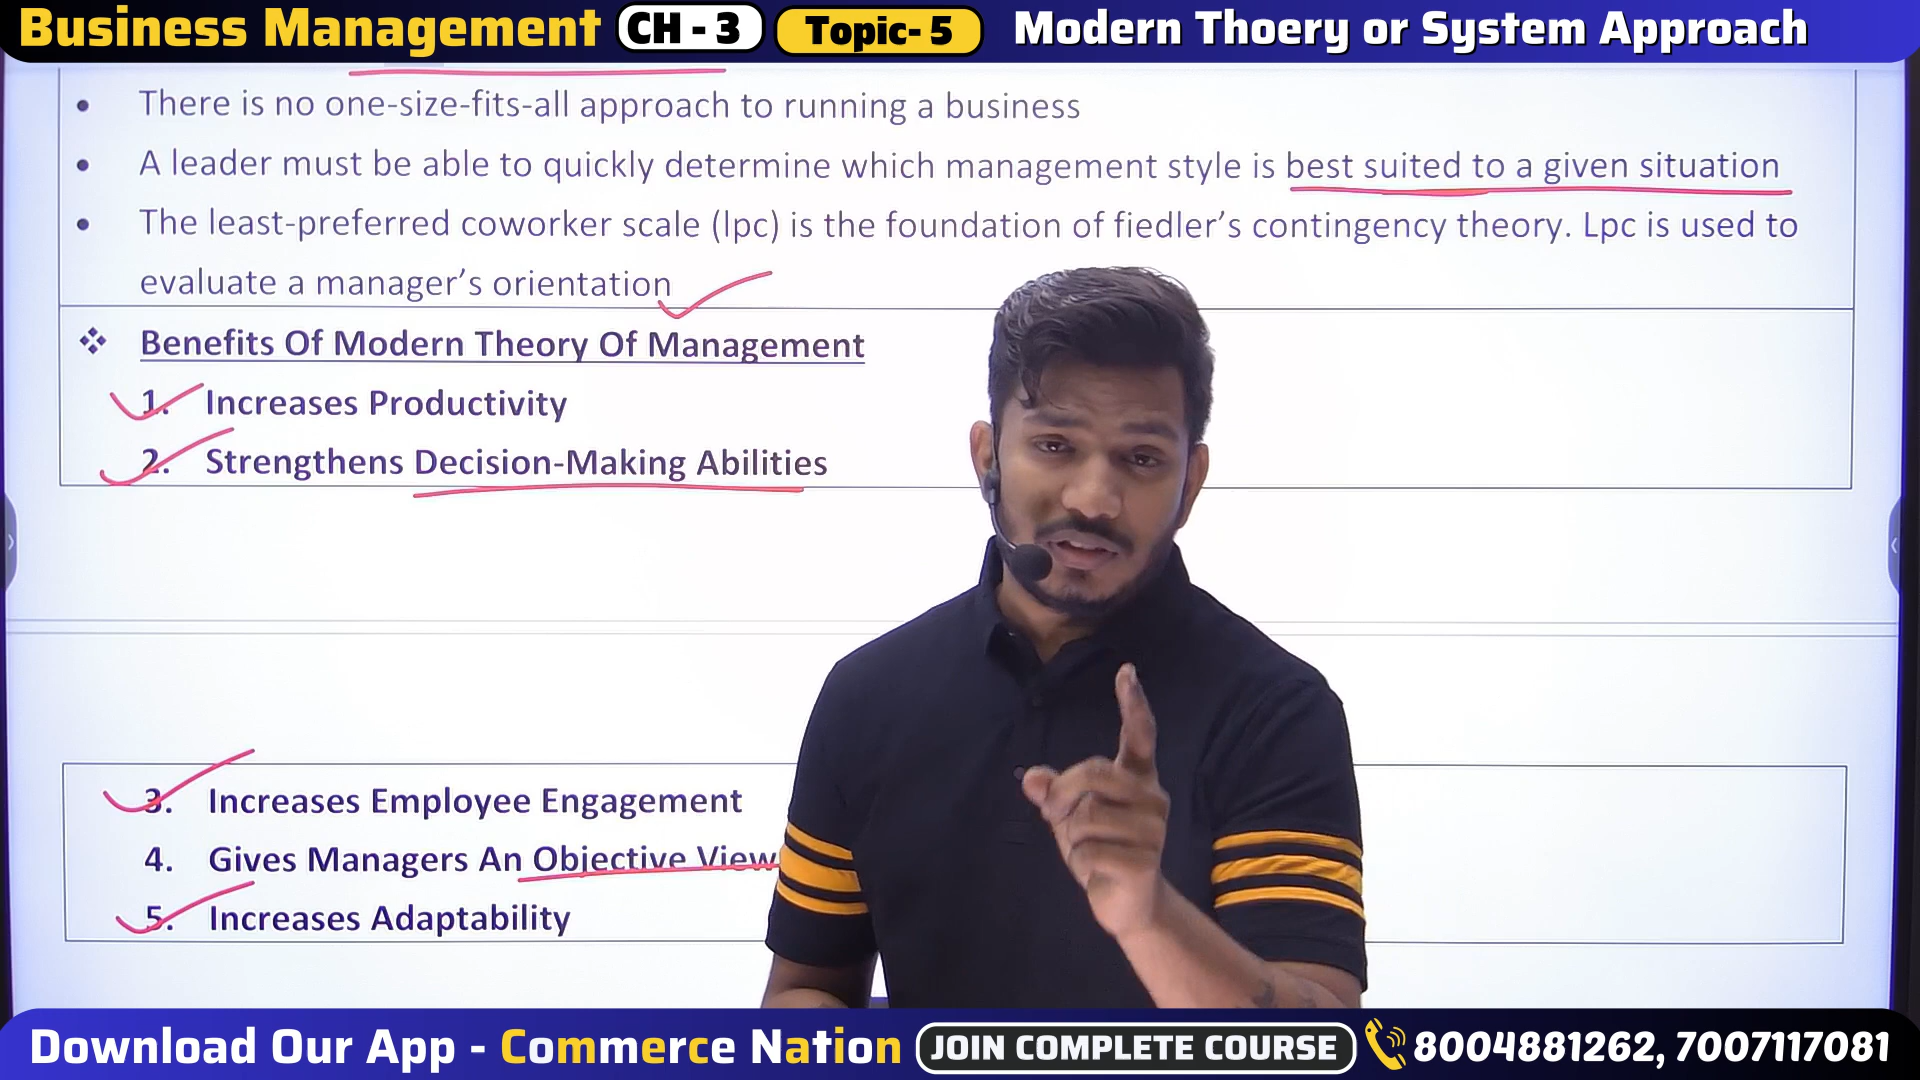 Business Management CH - 3 Topic- 5 Modern Thoery or System Approach
• There is no one-size-fits-all approach to running a business
• A leader must be able to quickly determine which management style is best suited to a given situation
• The least-preferred coworker scale (lpc) is the foundation of fiedler's contingency theory. Lpc is used to
evaluate a manager's orientation
❖ Benefits Of Modern Theory Of Management
1. Increases Productivity
2. Strengthens Decision-Making Abilities
3. Increases Employee Engagement
4. Gives Managers An Objective View
5. Increases Adaptability
Download Our App - Commerce Nation JOIN COMPLETE COURSE 8004881262, 7007117081